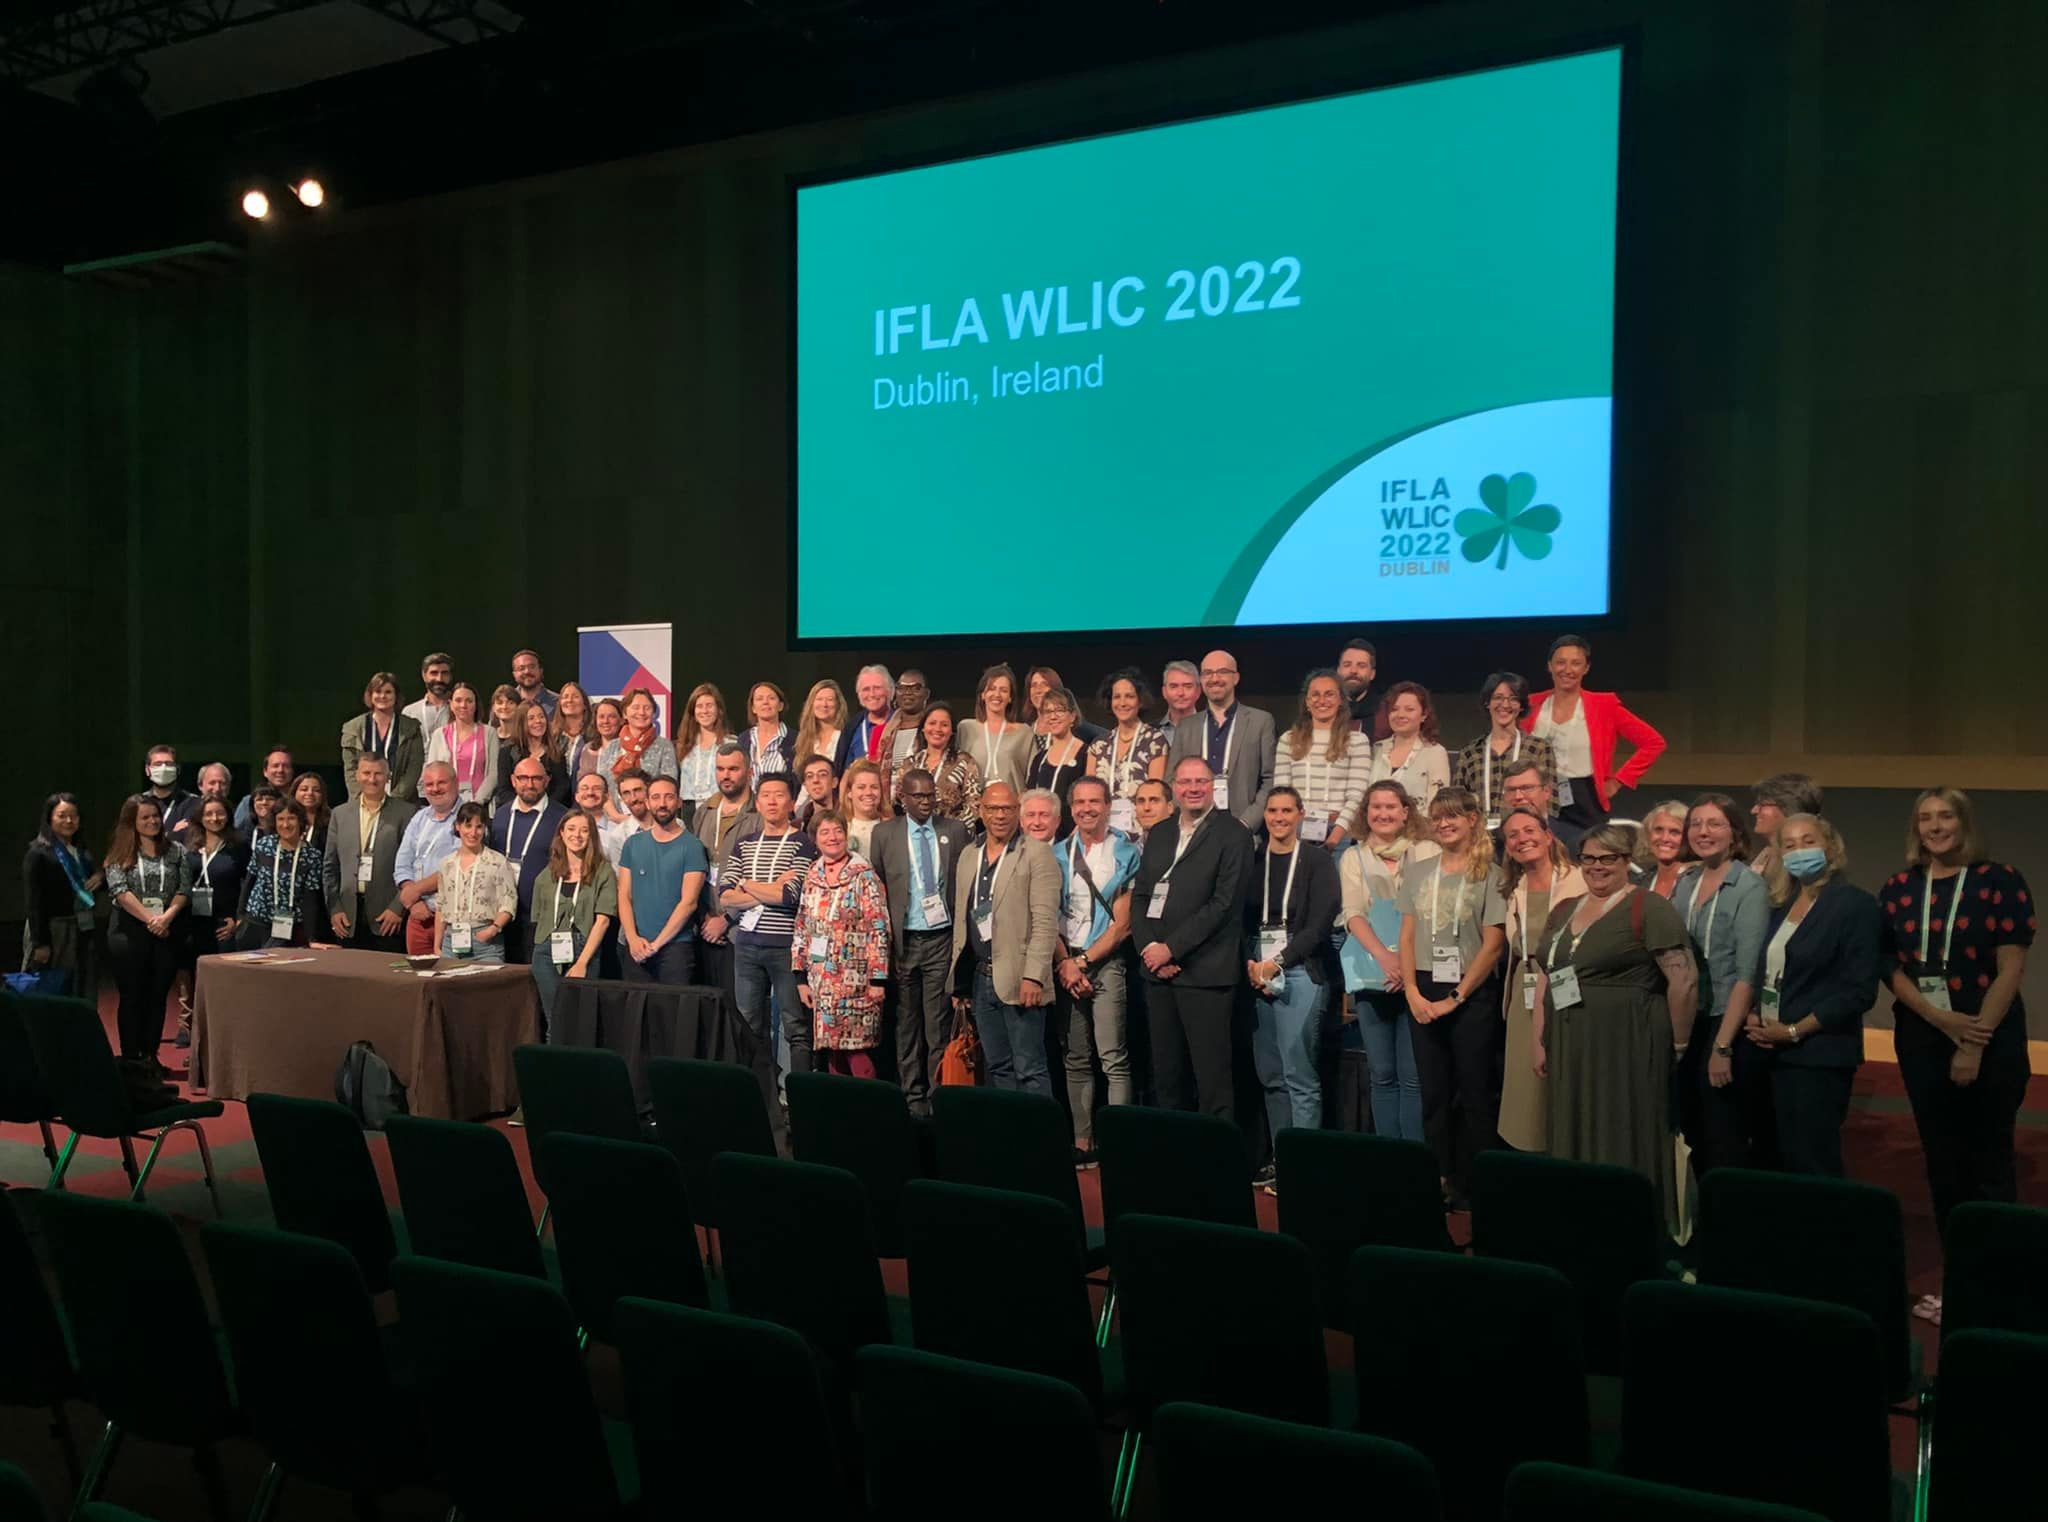 IFLA WLIC 2022
Dublin, Ireland
IFLA
WLIC
2022
DUBLIN